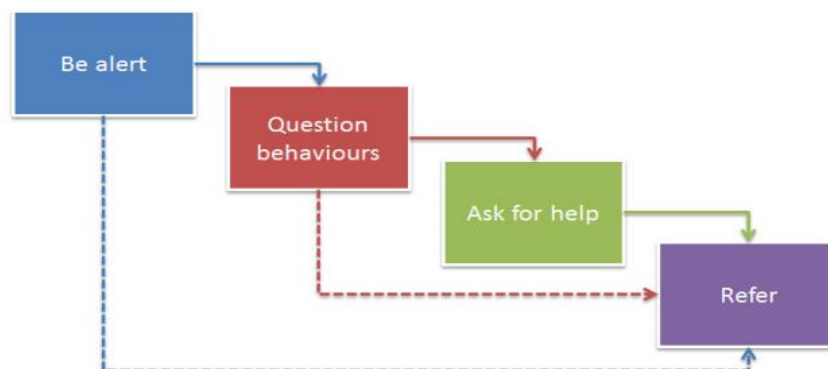 Be alert
Question
behaviours
Ask for help
Refer